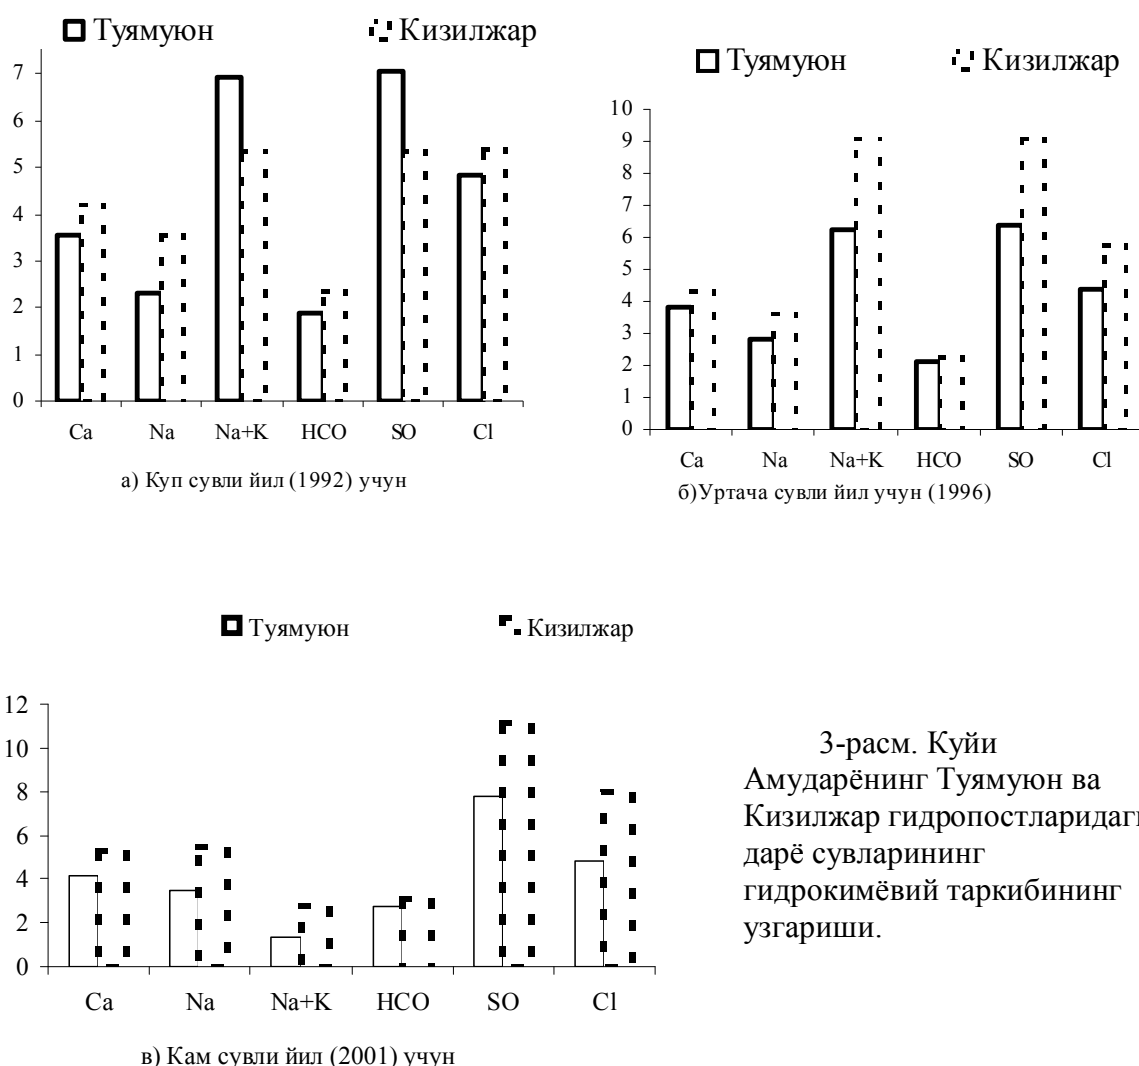 Туямуюн Кизилжар
7
6
5
4
3
2
1
0
Ca Na Na+K HCO SO Cl
а) Куп сувли йил (1992) учун
Туямуюн Кизилжар
10
9
8
7
6
5
4
3
2
1
0
Ca Na Na+K HCO SO Cl
б)Уртача сувли йил учун (1996)
Туямуюн Кизилжар
12
10
8
6
4
2
0
Ca Na Na+K HCO SO Cl
в) Кам сувли йил (2001) учун
3-расм. Куйи
Амударёнинг Туямуюн ва
Кизилжар гидропостларидаги
дарё сувларининг
гидрокимёвий таркибининг
узгариши.